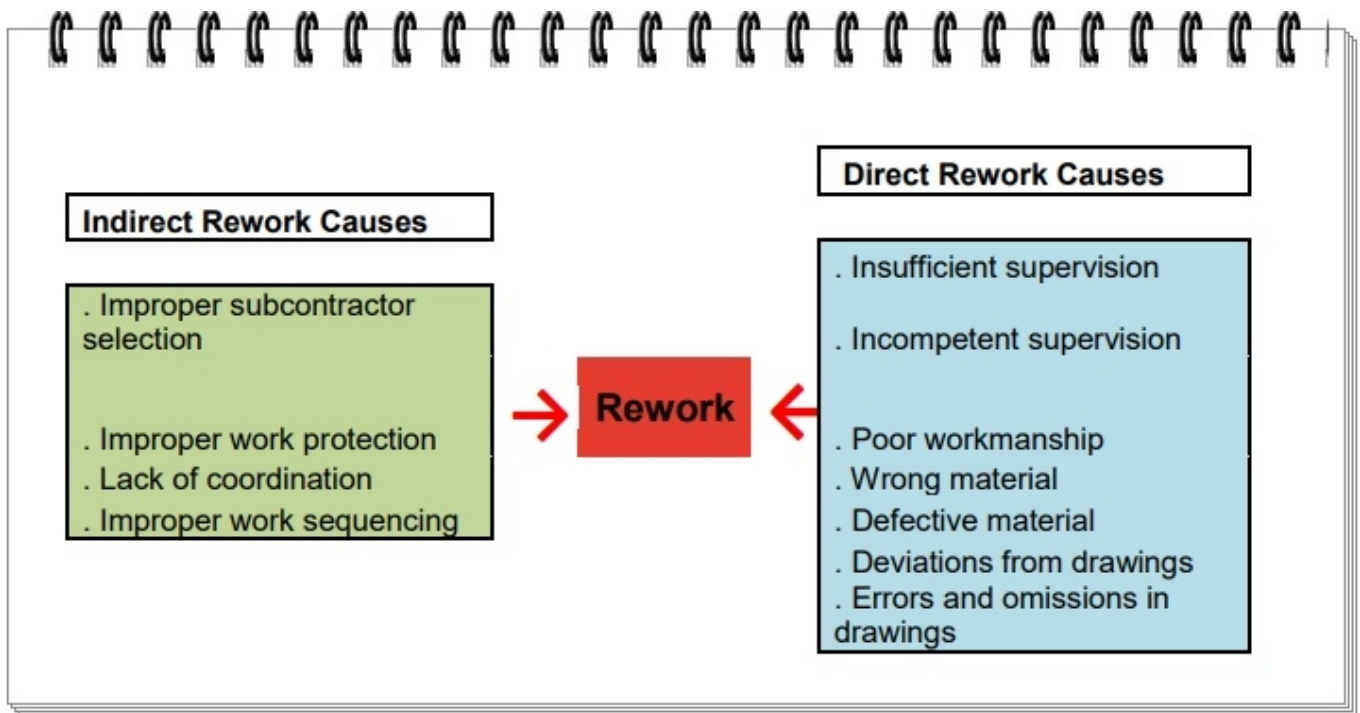 Indirect Rework Causes
. Improper subcontractor
selection
. Improper work protection
. Lack of coordination
. Improper work sequencing
Rework
Direct Rework Causes
. Insufficient supervision
. Incompetent supervision
. Poor workmanship
. Wrong material
. Defective material
. Deviations from drawings
. Errors and omissions in
drawings